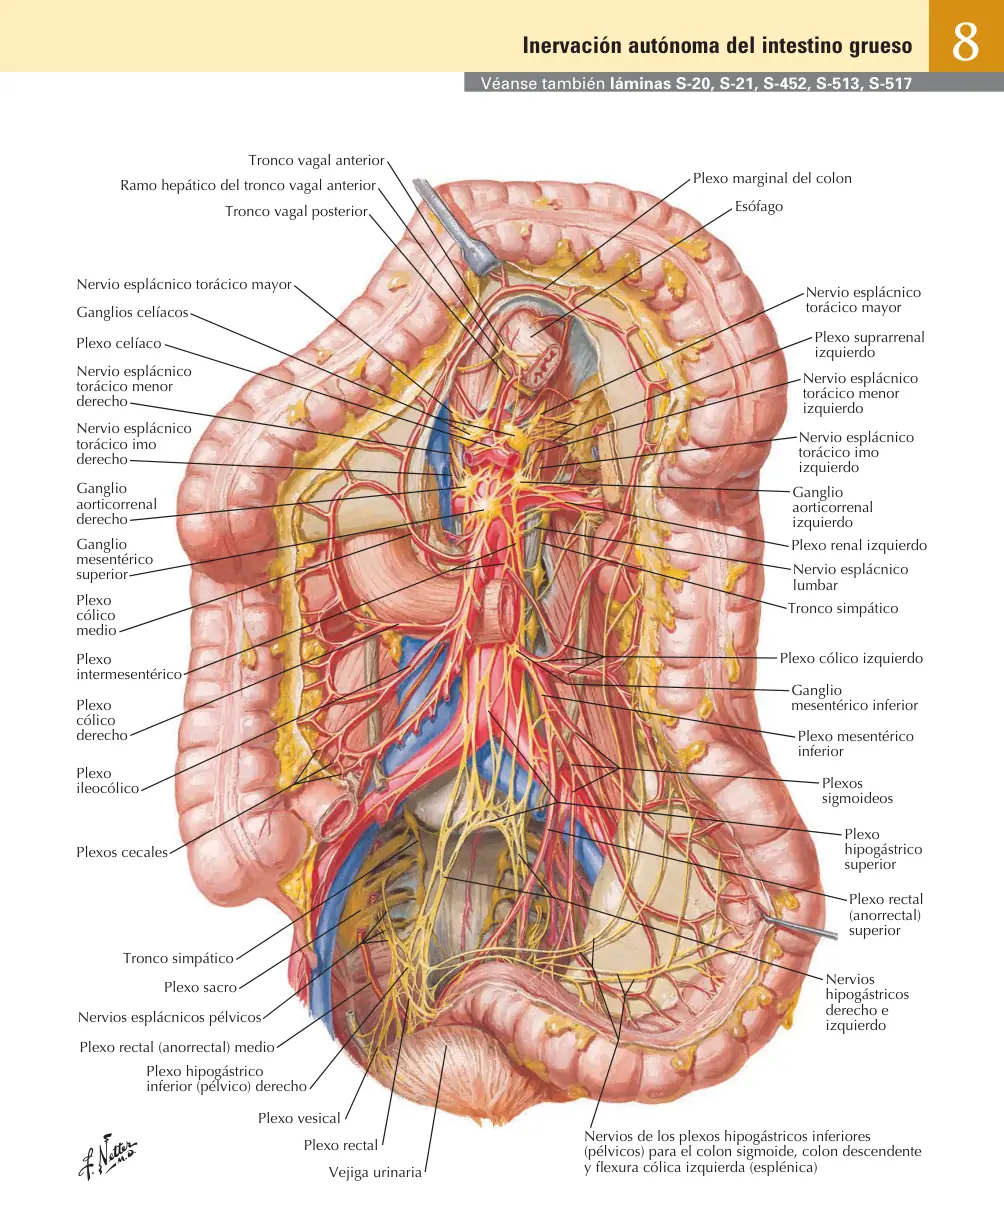 Inervación autónoma del intestino grueso
8
Véanse también láminas S-20, S-21, S-452, S-513, S-517
Tronco vagal anterior
Ramo hepático del tronco vagal anterior
Tronco vagal posterior
Nervio esplácnico torácico mayor
Ganglios celíacos
Plexo celíaco
Nervio esplácnico
torácico menor
derecho
Nervio esplácnico
torácico imo
derecho
Ganglio
aorticorrenal
derecho
Ganglio
mesentérico
superior
Plexo
cólico
medio
Plexo
intermesentérico
Plexo
cólico
derecho
Plexo
ileocólico
Plexos cecales
Tronco simpático
Plexo sacro
Nervios esplácnicos pélvicos
Plexo rectal (anorrectal) medio
Plexo hipogástrico
inferior (pélvico) derecho
Plexo vesical
Plexo rectal
Vejiga urinaria
Plexo marginal del colon
Esófago
Nervio esplácnico
torácico mayor
Plexo suprarrenal
izquierdo
Nervio esplácnico
torácico menor
izquierdo
Nervio esplácnico
torácico imo
izquierdo
Ganglio
aorticorrenal
izquierdo
Plexo renal izquierdo
Nervio esplácnico
lumbar
Tronco simpático
Plexo cólico izquierdo
Ganglio
mesentérico inferior
Plexo mesentérico
inferior
Plexos
sigmoideos
Plexo
hipogástrico
superior
Plexo rectal
(anorrectal)
superior
Nervios
hipogástricos
derecho e
izquierdo
Nervios de los plexos hipogástricos inferiores
(pélvicos) para el colon sigmoide, colon descendente
y flexura cólica izquierda (esplénica)
F. Netter
M.D.